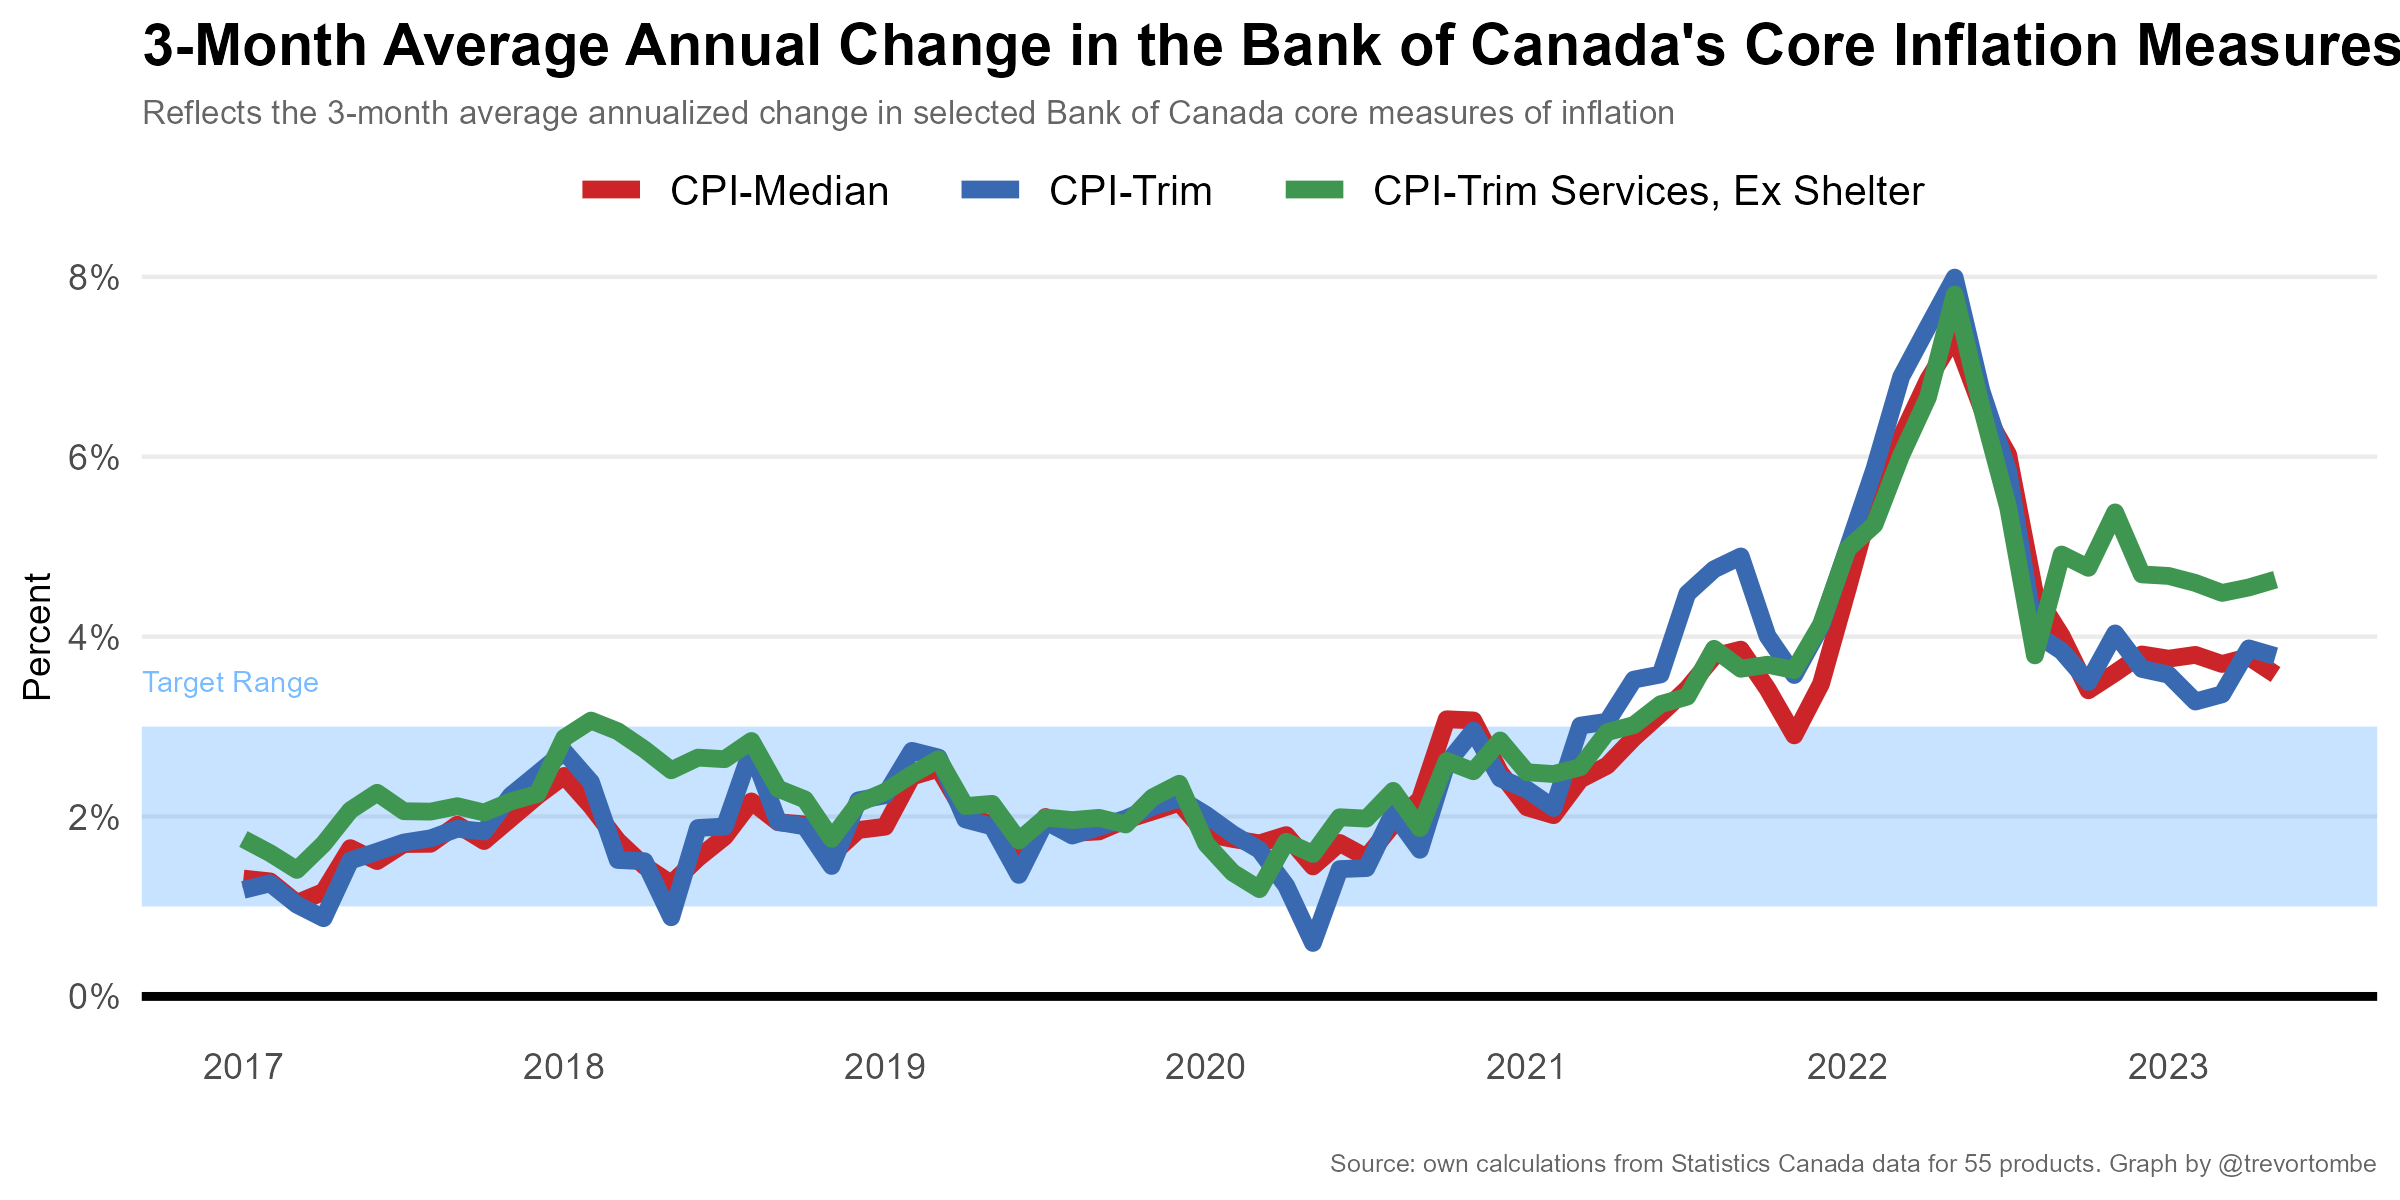 3-Month Average Annual Change in the Bank of Canada's Core Inflation Measures
Reflects the 3-month average annualized change in selected Bank of Canada core measures of inflation
CPI-Median CPI-Trim CPI-Trim Services, Ex Shelter
8%
6%
4%
2%
0%
Percent
Target Range
2017 2018 2019 2020 2021 2022 2023
Source: own calculations from Statistics Canada data for 55 products. Graph by @trevortombe